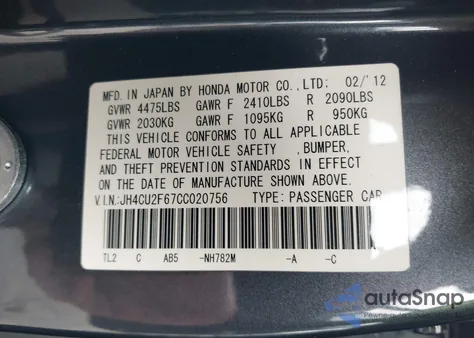 MFD. IN JAPAN BY HONDA MOTOR CO., LTD: 02/'12
GVWR 4475LBS GAWR F 2410LBS R 2090LBS
GVWR 2030KG GAWR F 1095KG R 950KG
THIS VEHICLE CONFORMS TO ALL APPLICABLE
FEDERAL MOTOR VEHICLE SAFETY , BUMPER,
AND THEFT PREVENTION STANDARDS IN EFFECT
ON THE DATE OF MANUFACTURE SHOWN ABOVE.
V.I.N.:JH4CU2F67CC020756 TYPE: PASSENGER CAR
TL2 C AB5 -NH782M -A -C
autoSnap